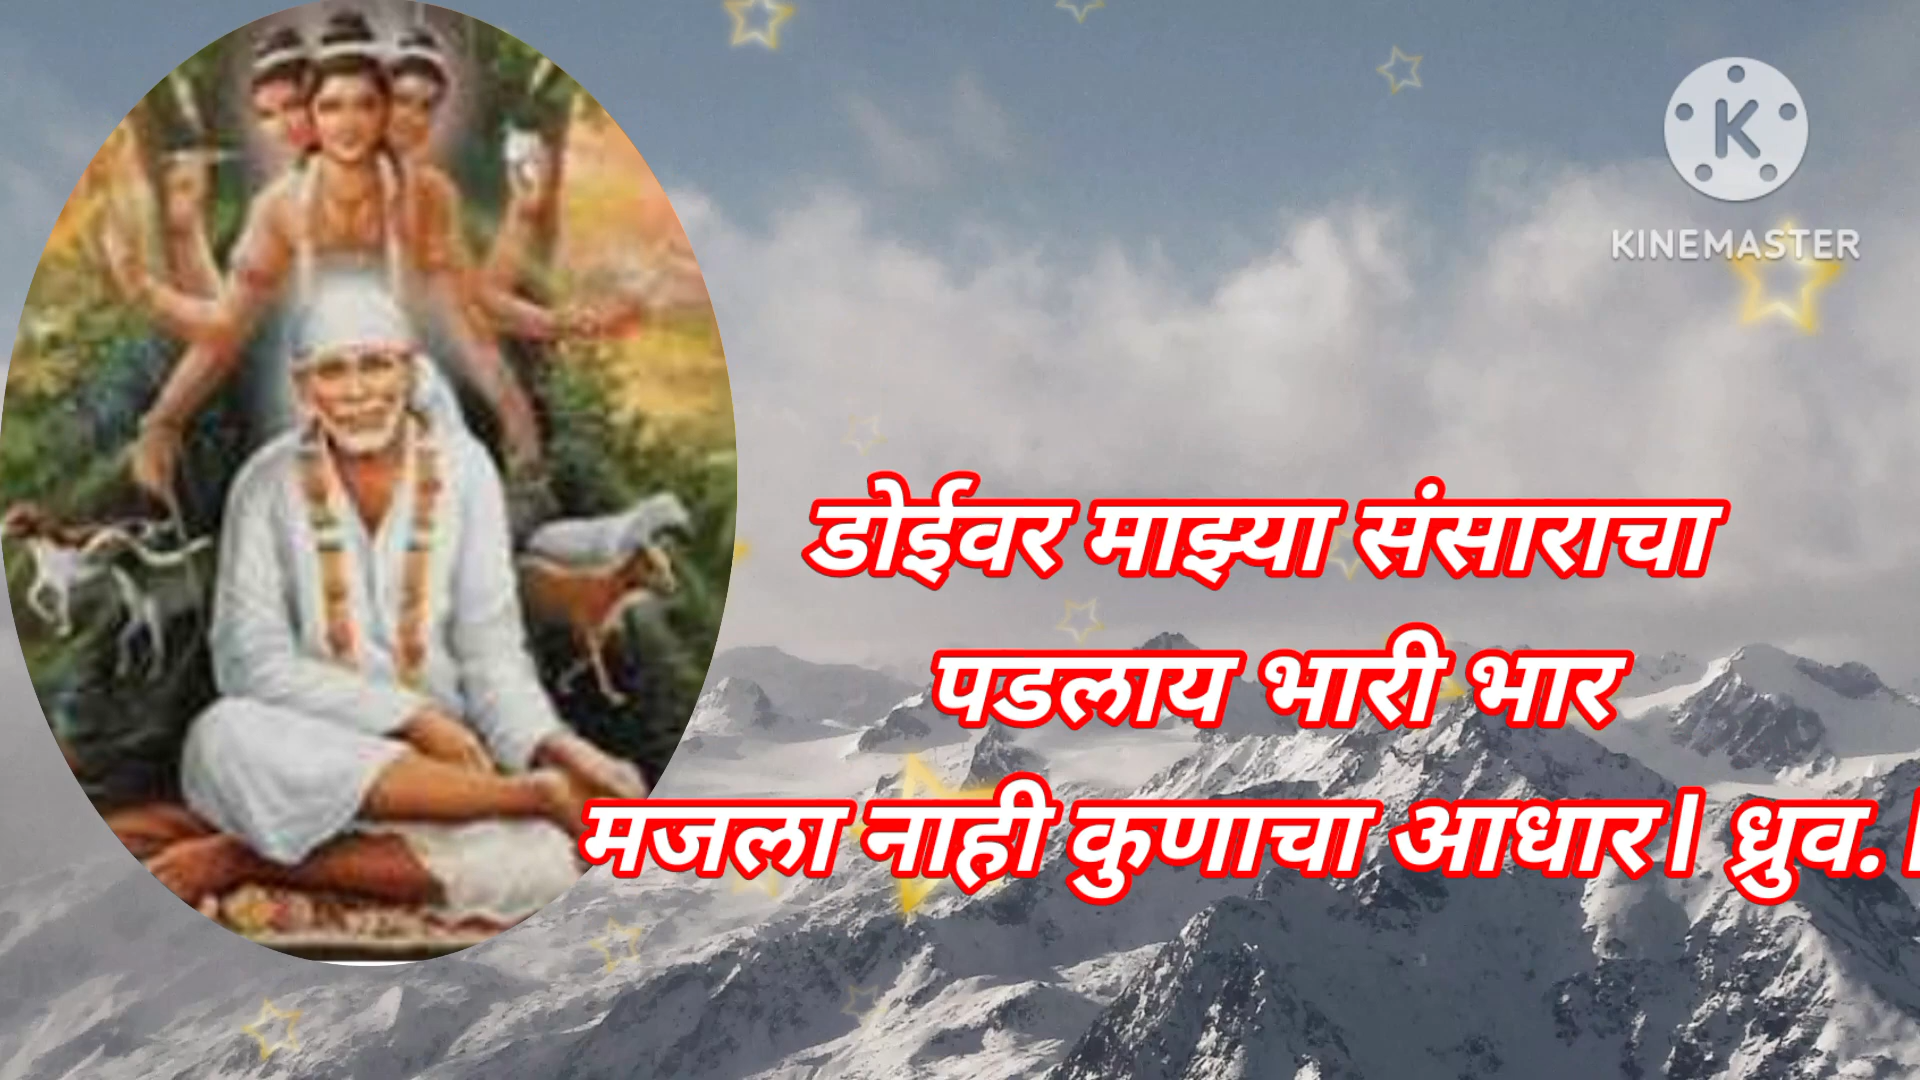 KINEMASTER
डोईवर माझ्या संसाराचा
पडलाय भारी भार
मजला नाही कुणाचा आधार। ध्रुव.।